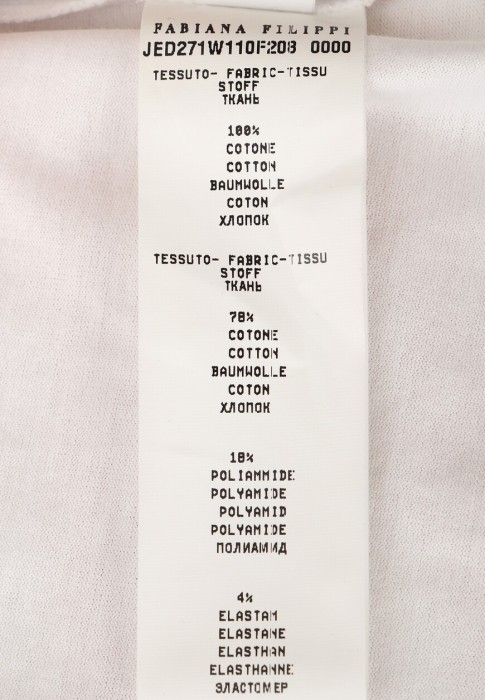 FABIANA FILIPPI
JED271W110F208 0000
TESSUTO- FABRIC-TISSU
STOFF
ТКАНЬ
100%
COTONE
COTTON
BAUMWOLLE
COTON
ХЛОПОК
TESSUTO- FABRIC-TISSU
STOFF
ТКАНЬ
78%
COTONE
COTTON
BAUMWOLLE
COTON
ХЛОПОК
18%
POLIAMMIDE
POLYAMIDE
POLYAMID
POLYAMIDE
ПОЛИАМИД
4%
ELASTAM
ELASTANE
ELASTHAN
ELASTHANNE
ЭЛАСТОМЕР